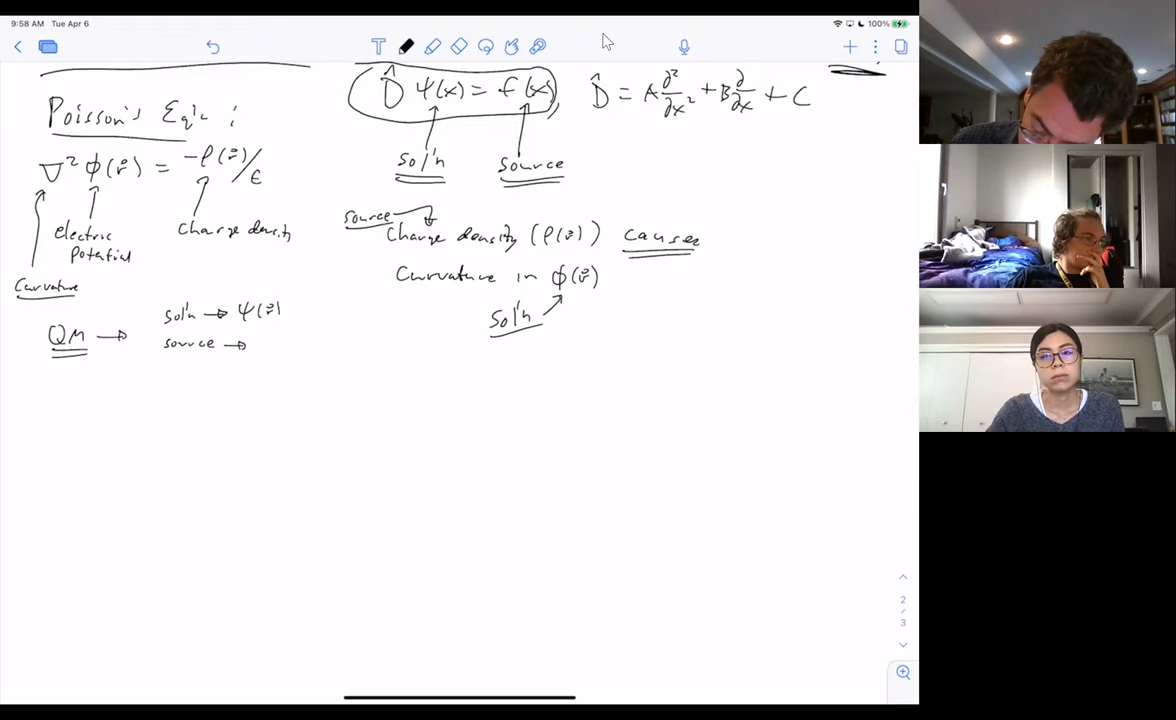 9:58 AM Tue Apr 6
100%
D̂ ψ(x) = f(x), D̂ = A ∂²/∂x² + B ∂/∂x + C
Poisson's Eq'n :
∇² ϕ(r⃗) = -ρ(r⃗)/ϵ
sol'n source
electric potential
charge density
Curvature
source
Charge density (ρ(r⃗)) causes
Curvature in ϕ(r⃗)
sol'n
QM → sol'n → ψ(r⃗)
source →
2
/
3